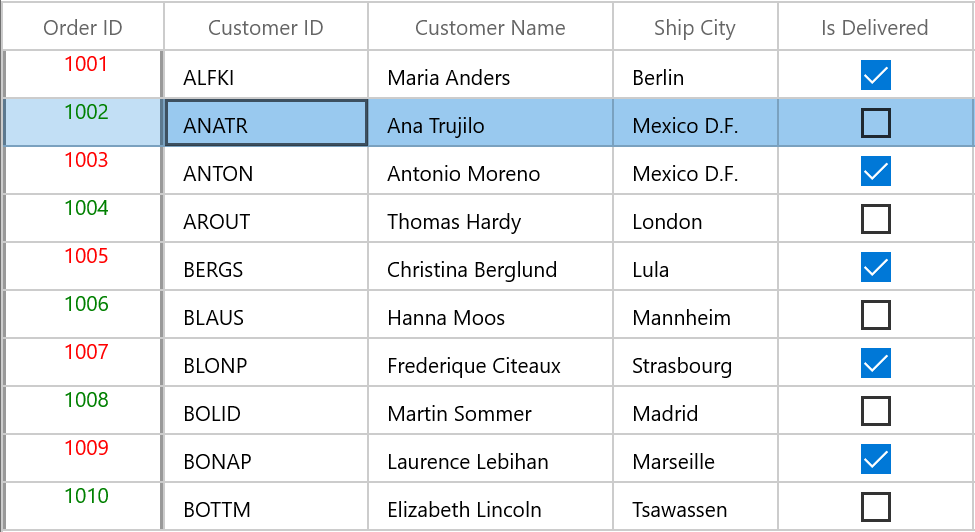 Order ID Customer ID Customer Name Ship City Is Delivered
1001 ALFKI Maria Anders Berlin
1002 ANATR Ana Trujilo Mexico D.F.
1003 ANTON Antonio Moreno Mexico D.F.
1004 AROUT Thomas Hardy London
1005 BERGS Christina Berglund Lula
1006 BLAUS Hanna Moos Mannheim
1007 BLONP Frederique Citeaux Strasbourg
1008 BOLID Martin Sommer Madrid
1009 BONAP Laurence Lebihan Marseille
1010 BOTTM Elizabeth Lincoln Tsawassen